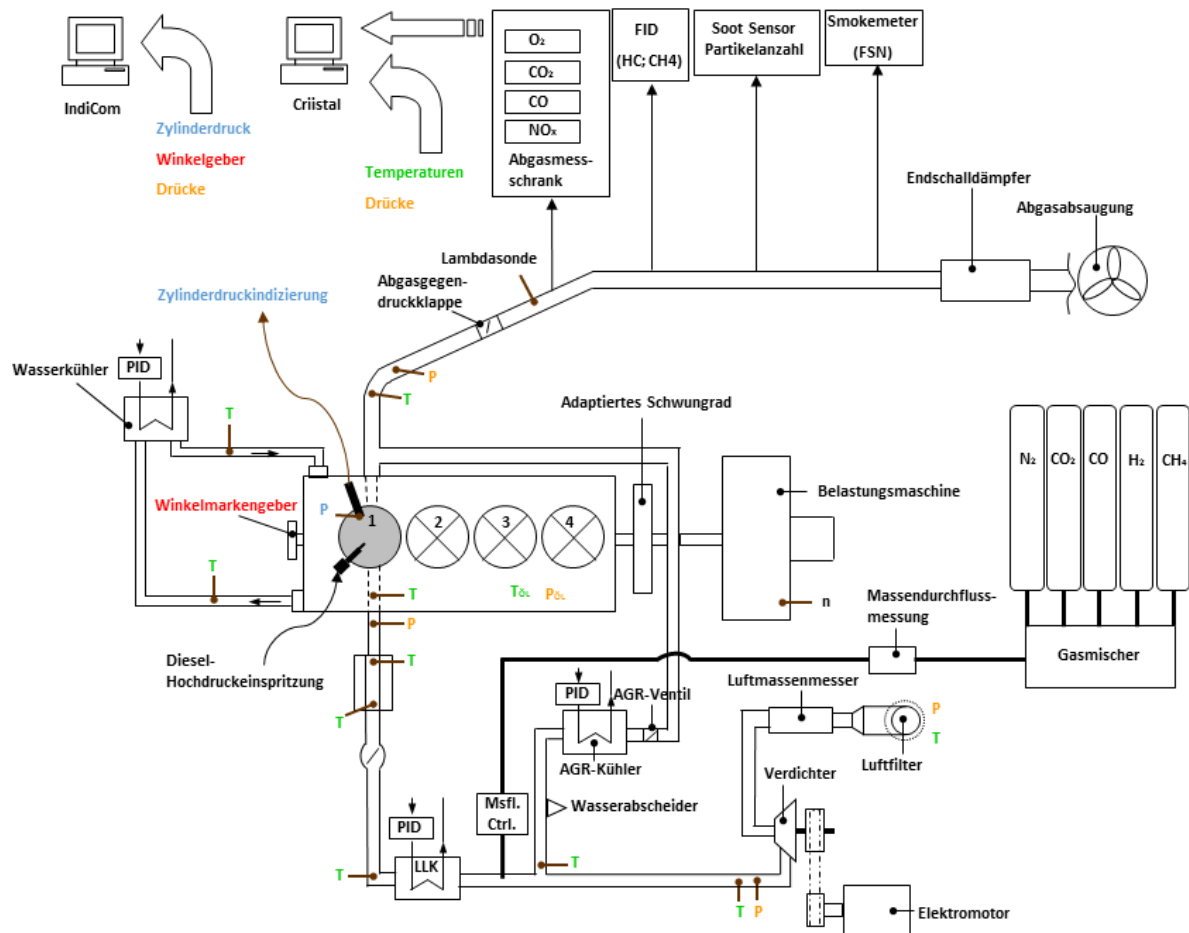 O₂
CO₂
CO
NOₓ
Abgasmess-
schrank
FID
(HC; CH4)
Soot Sensor
Partikelanzahl
Smokemeter
(FSN)
IndiCom
Criistal
Zylinderdruck
Winkelgeber
Drücke
Temperaturen
Drücke
Endschalldämpfer
Abgasabsaugung
Lambdasonde
Abgasgegen-
druckklappe
Zylinderdruckindizierung
PID
Wasserkühler
T
P
T
Adaptiertes Schwungrad
Belastungsmaschine
N₂
CO₂
CO
H₂
CH₄
Winkelmarkengeber
P
1
2
3
4
T
T
TÖL
PÖL
n
P
Massendurchfluss-
messung
Gasmischer
Diesel-
Hochdruckeinspritzung
T
T
PID
AGR-Ventil
AGR-Kühler
Luftmassenmesser
P
T
Luftfilter
Verdichter
Msfl.
Ctrl.
Wasserabscheider
PID
LLK
T
T
T
P
Elektromotor